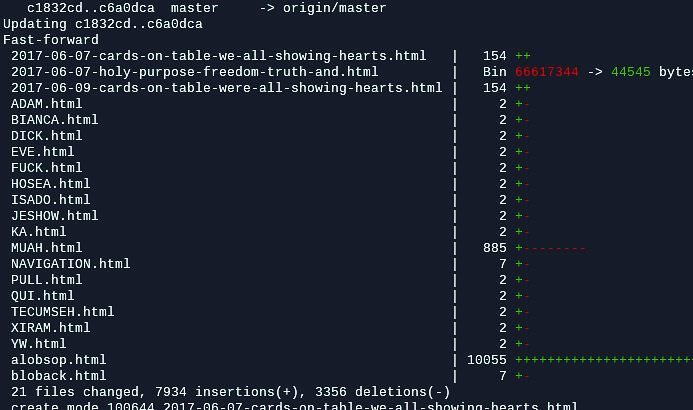 c1832cd..c6a0dca  master     -> origin/master
Updating c1832cd..c6a0dca
Fast-forward
2017-06-07-cards-on-table-we-all-showing-hearts.html   |   154 ++
2017-06-07-holy-purpose-freedom-truth-and.html         |   Bin 66617344 -> 44545 bytes
2017-06-09-cards-on-table-were-all-showing-hearts.html |   154 ++
ADAM.html                                              |     2 +-
BIANCA.html                                            |     2 +-
DICK.html                                              |     2 +-
EVE.html                                               |     2 +-
FUCK.html                                              |     2 +-
HOSEA.html                                             |     2 +-
ISADO.html                                             |     2 +-
JESHOW.html                                            |     2 +-
KA.html                                                |     2 +-
MUAH.html                                              |   885 +--------
NAVIGATION.html                                        |     7 +-
PULL.html                                              |     2 +-
QUI.html                                               |     2 +-
TECUMSEH.html                                          |     2 +-
XIRAM.html                                             |     2 +-
YW.html                                                |     2 +-
alobsop.html                                           | 10055 +++++++++++++++++++++++
bloback.html                                           |     7 +-
21 files changed, 7934 insertions(+), 3356 deletions(-)
create mode 100644 2017-06-07-cards-on-table-we-all-showing-hearts.html